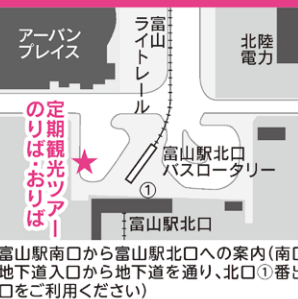 アーバン
プレイス
富山
ライトレール
北陸
電力
定期観光ツアー
のりば・おりば
富山駅北口
バスロータリー
①
富山駅北口
富山駅南口から富山駅北口への案内(南口
地下道入口から地下道を通り、北口①番出
口をご利用ください)